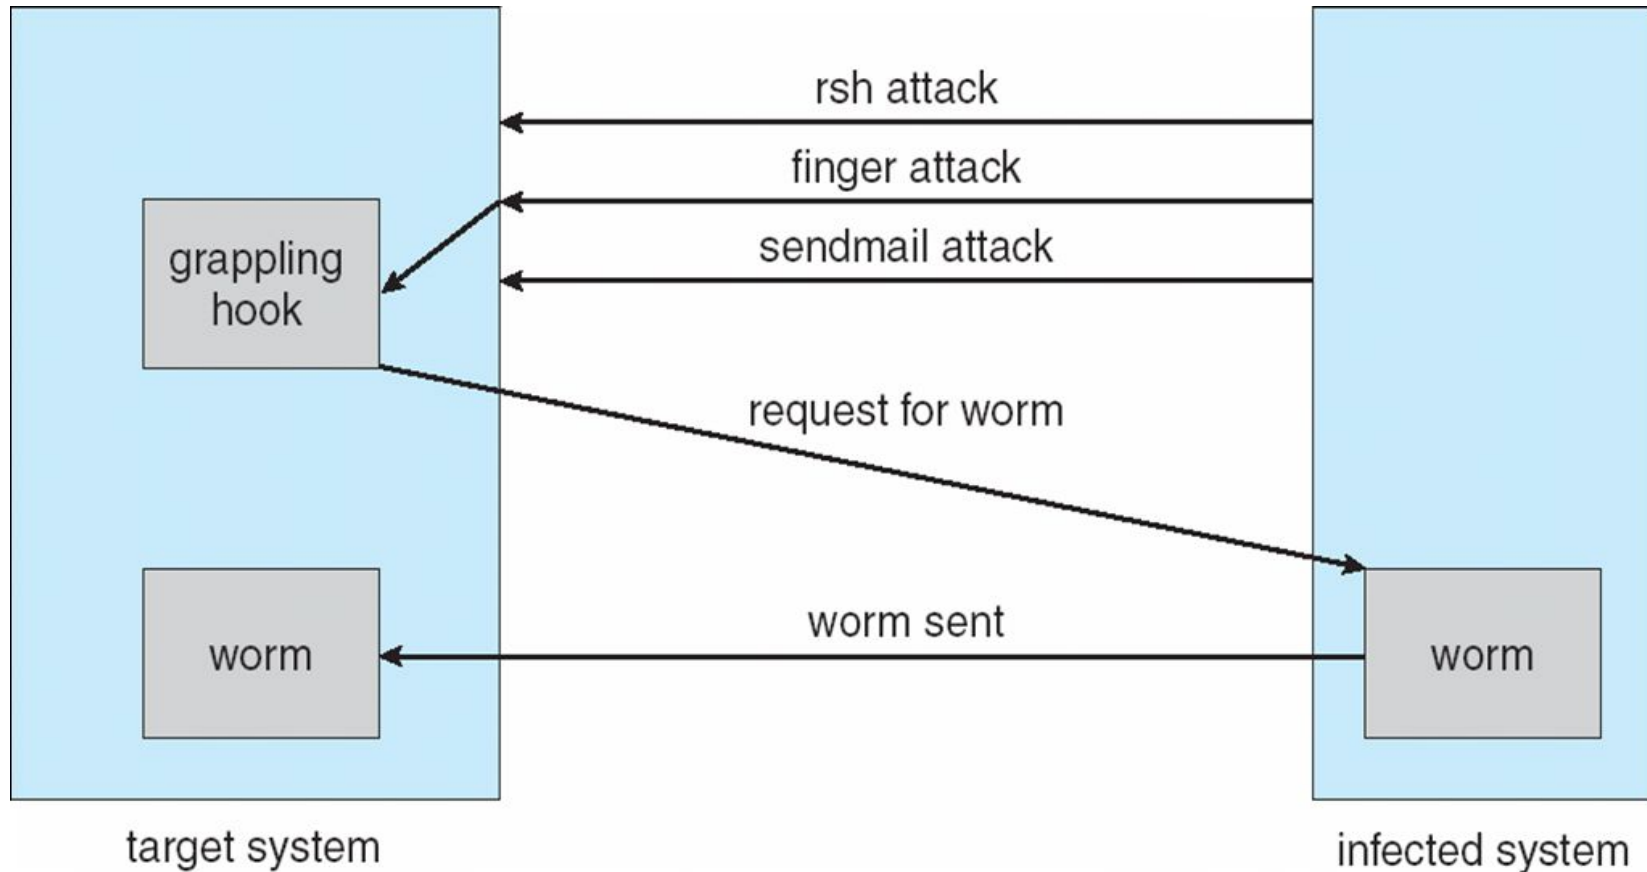 rsh attack
finger attack
sendmail attack
grappling
hook
request for worm
worm sent
worm
worm
target system
infected system